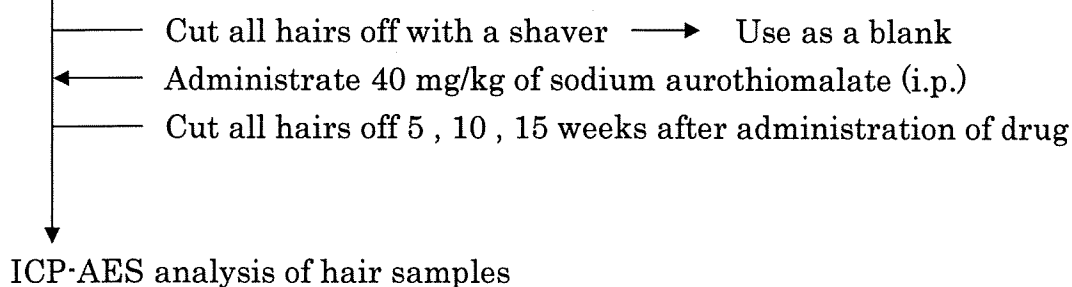 Cut all hairs off with a shaver → Use as a blank
Administrate 40 mg/kg of sodium aurothiomalate (i.p.)
Cut all hairs off 5 , 10 , 15 weeks after administration of drug
ICP-AES analysis of hair samples